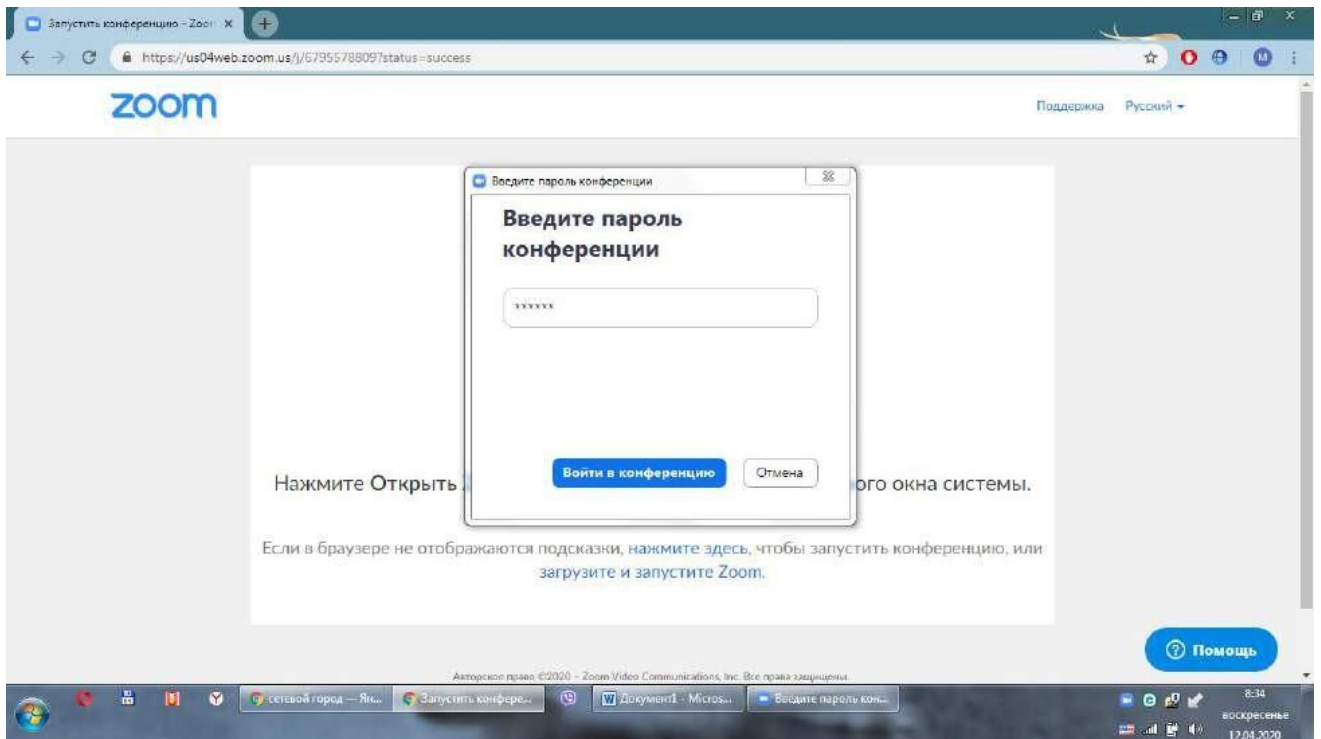 Запустить конференцию - Zoo
https://us04web.zoom.us/j/6795578809?status=success
zoom
Поддержка
Русский
Введите пароль конференции
Введите пароль
конференции
xxxxxx
Войти в конференцию
Отмена
Нажмите Открыть
ого окна системы.
Если в браузере не отображаются подсказки, нажмите здесь, чтобы запустить конференцию, или
загрузите и запустите Zoom.
Помощь
Авторское право ©2020 - Zoom Video Communications, Inc. Все права защищены.
сетевой город — Ян...
Запустить конфере...
Документ1 - Micros...
Введите пароль кон...
8:34
воскресенье
12.04.2020